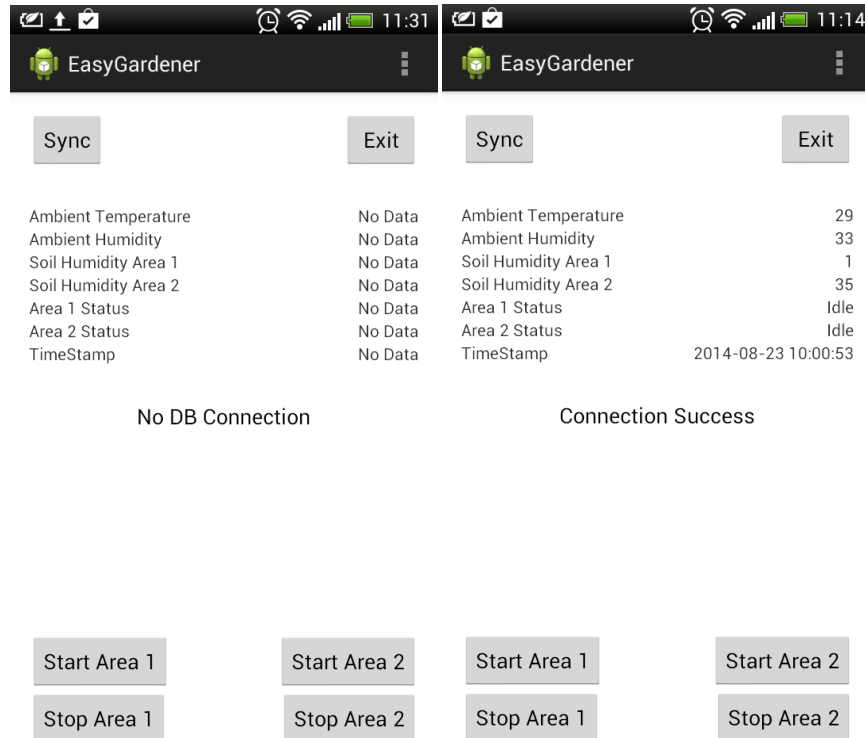 11:31
EasyGardener
Sync Exit
Ambient Temperature No Data
Ambient Humidity No Data
Soil Humidity Area 1 No Data
Soil Humidity Area 2 No Data
Area 1 Status No Data
Area 2 Status No Data
TimeStamp No Data
No DB Connection
Start Area 1 Start Area 2
Stop Area 1 Stop Area 2
11:14
EasyGardener
Sync Exit
Ambient Temperature 29
Ambient Humidity 33
Soil Humidity Area 1 1
Soil Humidity Area 2 35
Area 1 Status Idle
Area 2 Status Idle
TimeStamp 2014-08-23 10:00:53
Connection Success
Start Area 1 Start Area 2
Stop Area 1 Stop Area 2